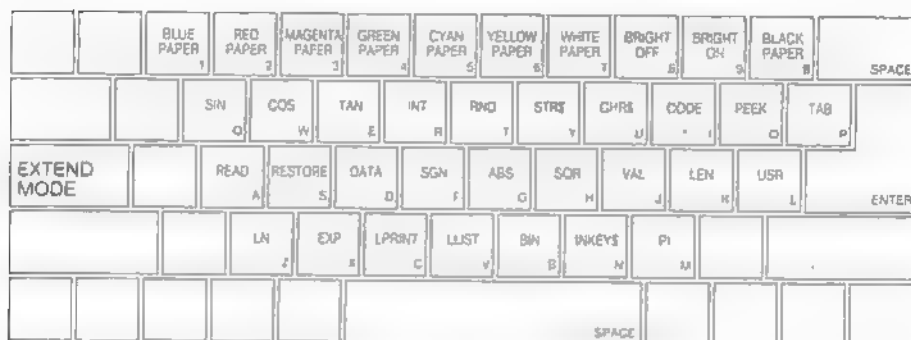 BLUE PAPER 1
RED PAPER 2
MAGENTA PAPER 3
GREEN PAPER 4
CYAN PAPER 5
YELLOW PAPER 6
WHITE PAPER 7
BRIGHT OFF
BRIGHT ON 9
BLACK PAPER
SPACE
SIN Q
COS W
TAN E
INT R
RND T
STR$ Y
CHR$ U
CODE I
PEEK O
TAB P
EXTEND MODE
READ A
RESTORE S
DATA D
SGN F
ABS G
SQR H
VAL J
LEN K
USR L
ENTER
LN Z
EXP X
LPRINT C
LLIST V
BIN B
INKEY$ N
PI M
.
SPACE